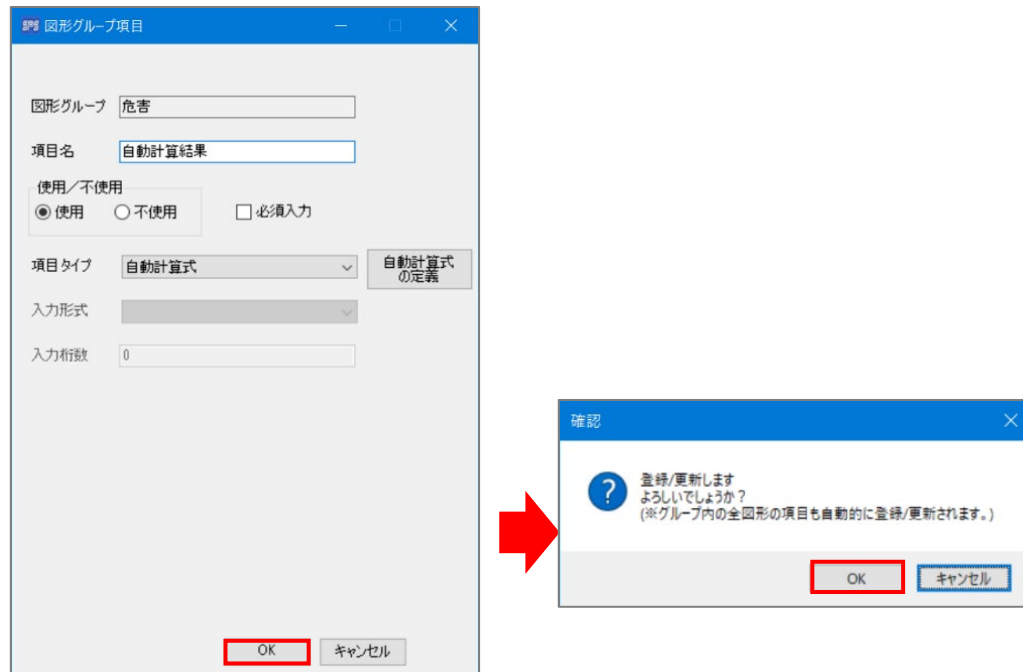 SPS 図形グループ項目
図形グループ 危害
項目名 自動計算結果
使用／不使用
使用 不使用 必須入力
項目タイプ 自動計算式 自動計算式
の定義
入力形式
入力桁数 0
OK キャンセル
確認
?
登録/更新します
よろしいでしょうか？
(※グループ内の全図形の項目も自動的に登録/更新されます。)
OK キャンセル